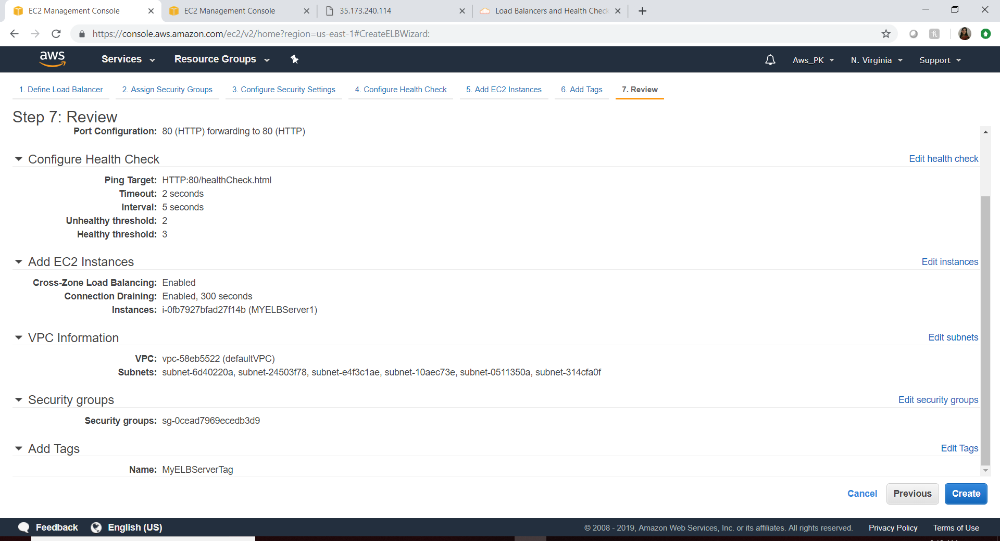 EC2 Management Console
EC2 Management Console
35.173.240.114
Load Balancers and Health Check
https://console.aws.amazon.com/ec2/v2/home?region=us-east-1#CreateELBWizard:
aws Services Resource Groups Aws_PK N. Virginia Support
1. Define Load Balancer 2. Assign Security Groups 3. Configure Security Settings 4. Configure Health Check 5. Add EC2 Instances 6. Add Tags 7. Review
Step 7: Review
Port Configuration: 80 (HTTP) forwarding to 80 (HTTP)
Configure Health Check Edit health check
Ping Target: HTTP:80/healthCheck.html
Timeout: 2 seconds
Interval: 5 seconds
Unhealthy threshold: 2
Healthy threshold: 3
Add EC2 Instances Edit instances
Cross-Zone Load Balancing: Enabled
Connection Draining: Enabled, 300 seconds
Instances: i-0fb7927bfad27f14b (MYELBServer1)
VPC Information Edit subnets
VPC: vpc-58eb5522 (defaultVPC)
Subnets: subnet-6d40220a, subnet-24503f78, subnet-e4f3c1ae, subnet-10aec73e, subnet-0511350a, subnet-314cfa0f
Security groups Edit security groups
Security groups: sg-0cead7969ecedb3d9
Add Tags Edit Tags
Name: MyELBServerTag
Cancel Previous Create
Feedback English (US) © 2008 - 2019, Amazon Web Services, Inc. or its affiliates. All rights reserved. Privacy Policy Terms of Use